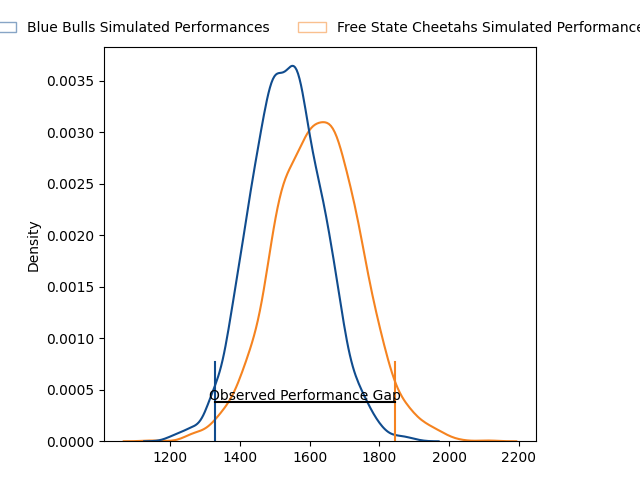 Blue Bulls Simulated Performances
Free State Cheetahs Simulated Performance
0.0035
0.0030
0.0025
0.0020
0.0015
0.0010
0.0005
0.0000
Density
Observed Performance Gap
1200 1400 1600 1800 2000 2200